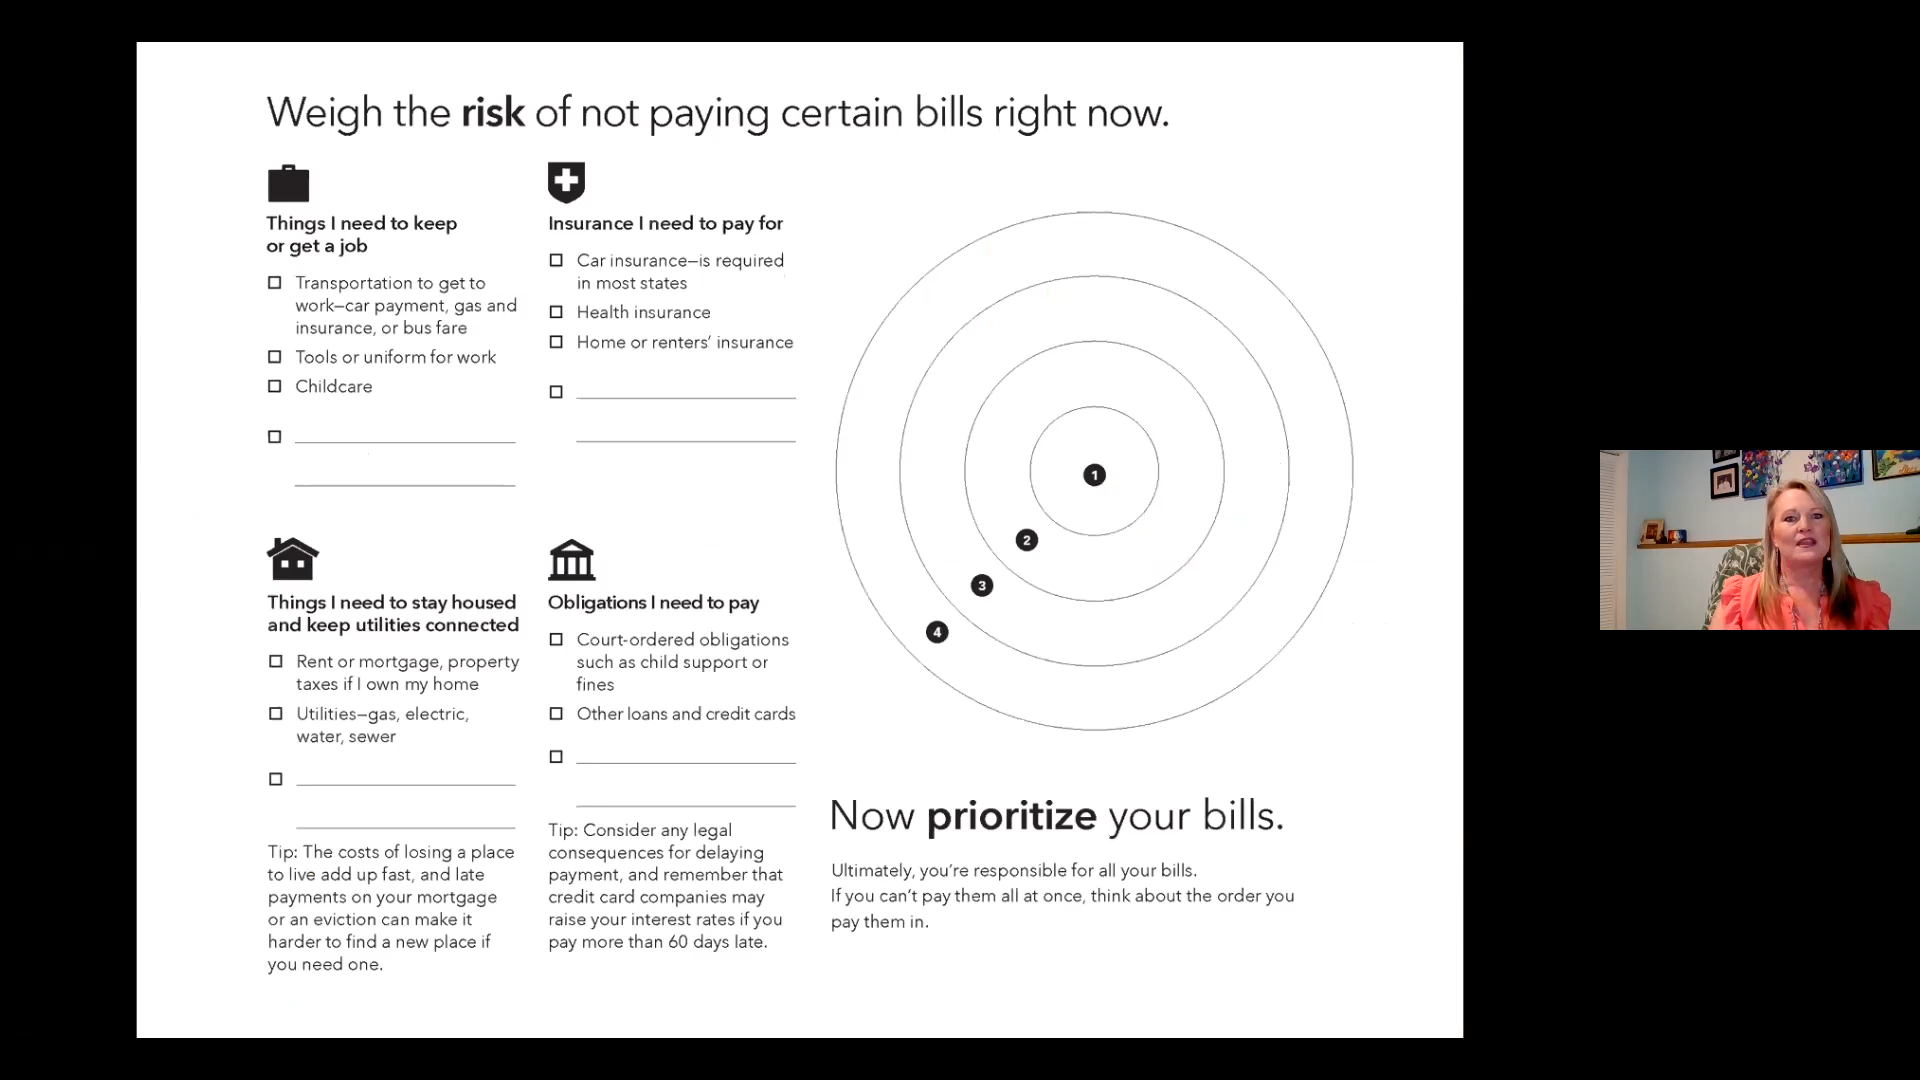 Weigh the risk of not paying certain bills right now.
Things I need to keep
or get a job
Transportation to get to
work—car payment, gas and
insurance, or bus fare
Tools or uniform for work
Childcare
Insurance I need to pay for
Car insurance—is required
in most states
Health insurance
Home or renters’ insurance
Things I need to stay housed
and keep utilities connected
Rent or mortgage, property
taxes if I own my home
Utilities—gas, electric,
water, sewer
Tip: The costs of losing a place
to live add up fast, and late
payments on your mortgage
or an eviction can make it
harder to find a new place if
you need one.
Obligations I need to pay
Court-ordered obligations
such as child support or
fines
Other loans and credit cards
Tip: Consider any legal
consequences for delaying
payment, and remember that
credit card companies may
raise your interest rates if you
pay more than 60 days late.
1
2
3
4
Now prioritize your bills.
Ultimately, you’re responsible for all your bills.
If you can’t pay them all at once, think about the order you
pay them in.